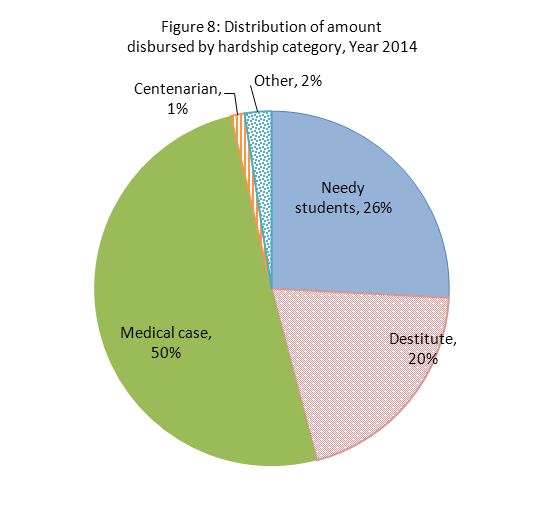 Figure 8: Distribution of amount
disbursed by hardship category, Year 2014
Centenarian,
1%
Other, 2%
Needy
students, 26%
Destitute,
20%
Medical case,
50%